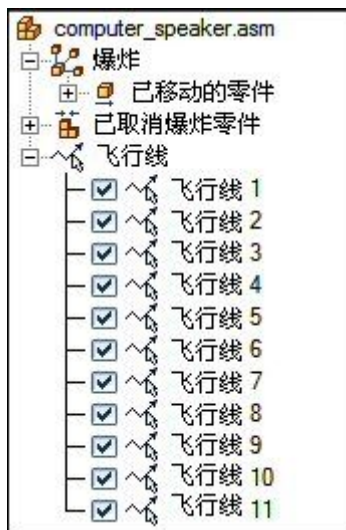 computer_speaker.asm
爆炸
已移动的零件
已取消爆炸零件
飞行线
飞行线 1
飞行线 2
飞行线 3
飞行线 4
飞行线 5
飞行线 6
飞行线 7
飞行线 8
飞行线 9
飞行线 10
飞行线 11